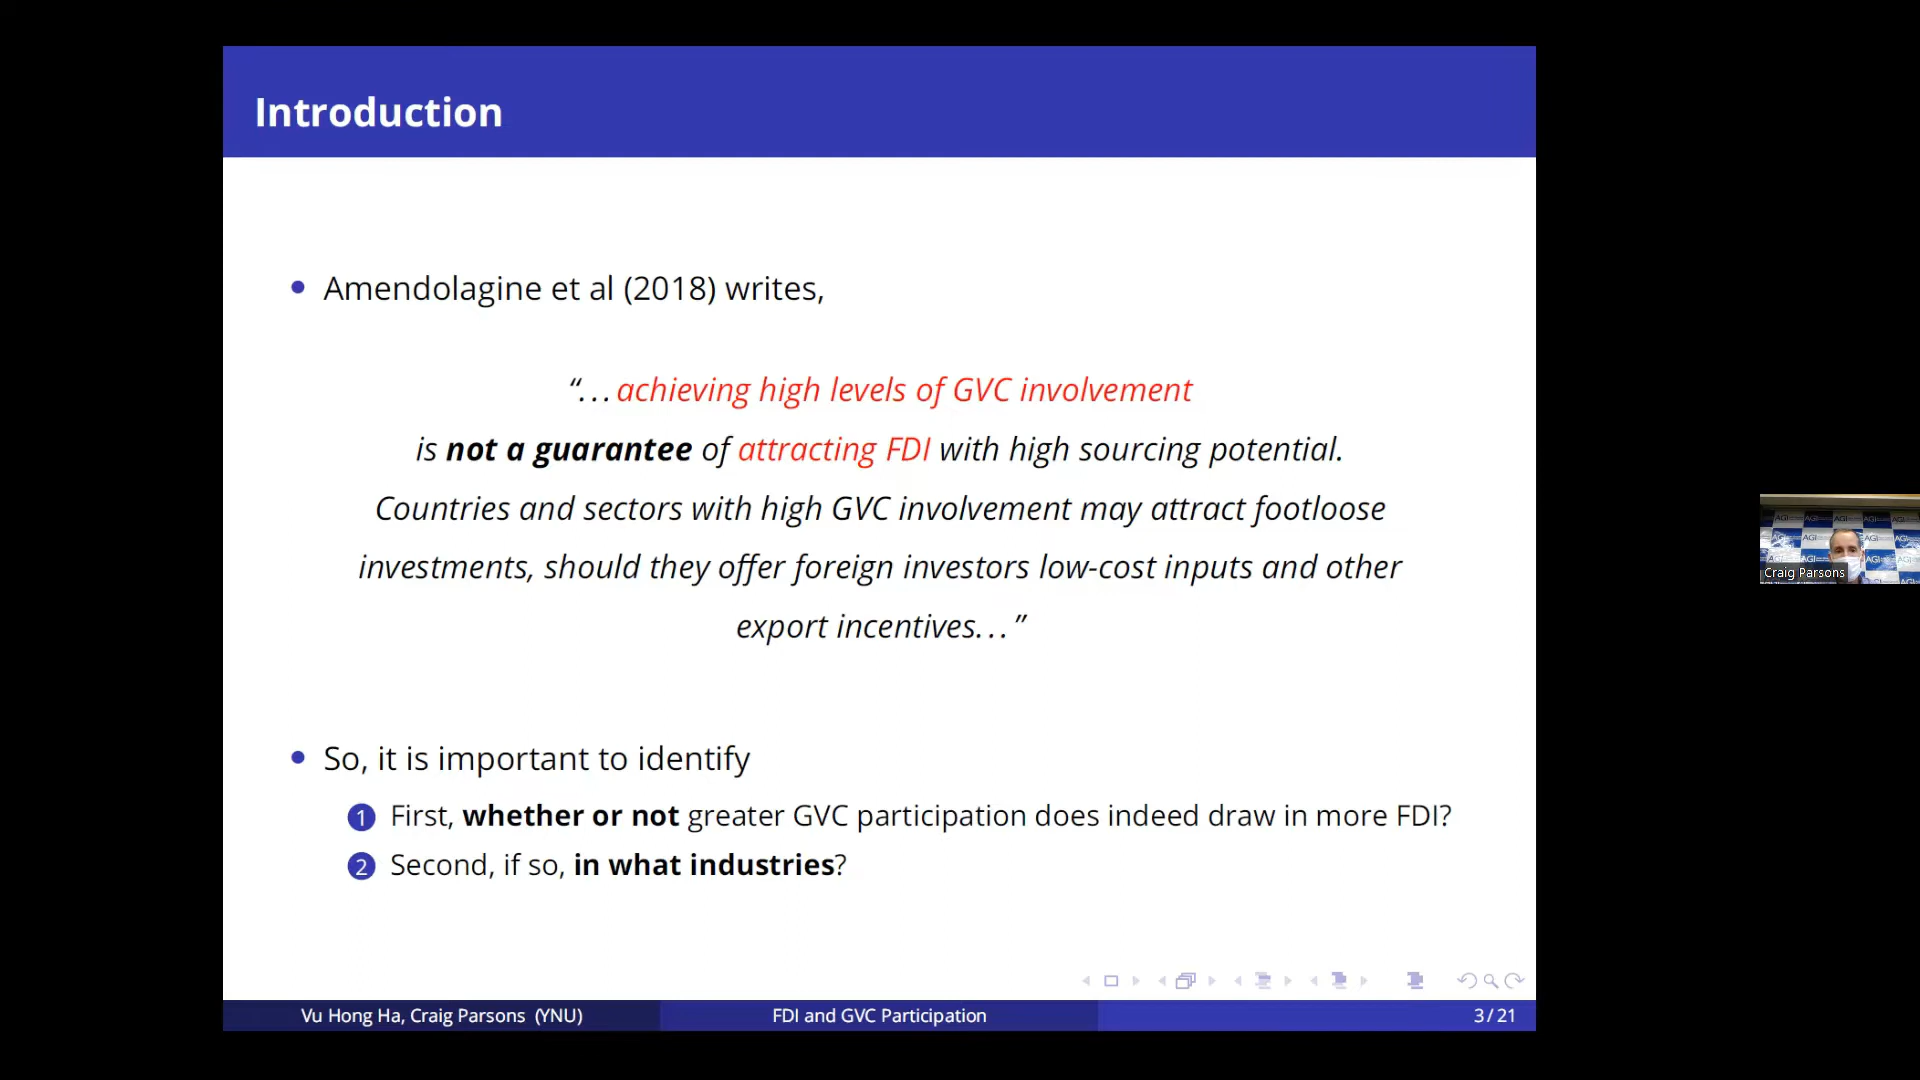 Introduction
• Amendolagine et al (2018) writes,
“…achieving high levels of GVC involvement
is not a guarantee of attracting FDI with high sourcing potential.
Countries and sectors with high GVC involvement may attract footloose
investments, should they offer foreign investors low-cost inputs and other
export incentives…”
• So, it is important to identify
1 First, whether or not greater GVC participation does indeed draw in more FDI?
2 Second, if so, in what industries?
Vu Hong Ha, Craig Parsons (YNU)
FDI and GVC Participation
3 / 21
AGI
Craig Parsons